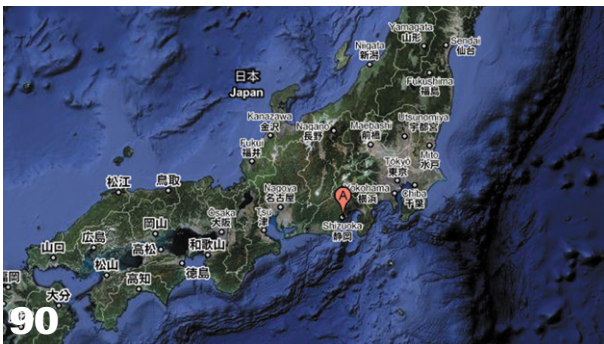 Yamagata
山形
Sendai
仙台
Niigata
新潟
Fukushima
福島
日本
Japan
Kanazawa
金沢
Nagano
長野
Maebashi
前橋
Utsunomiya
宇都宮
Fukui
福井
Mito
水戸
Tokyo
東京
松江
鳥取
Nagoya
名古屋
Yokohama
横浜
Chiba
千葉
A
Shizuoka
静岡
岡山
Osaka
大阪
Tsu
津
広島
山口
高松
和歌山
松山
徳島
高知
福岡
大分
90